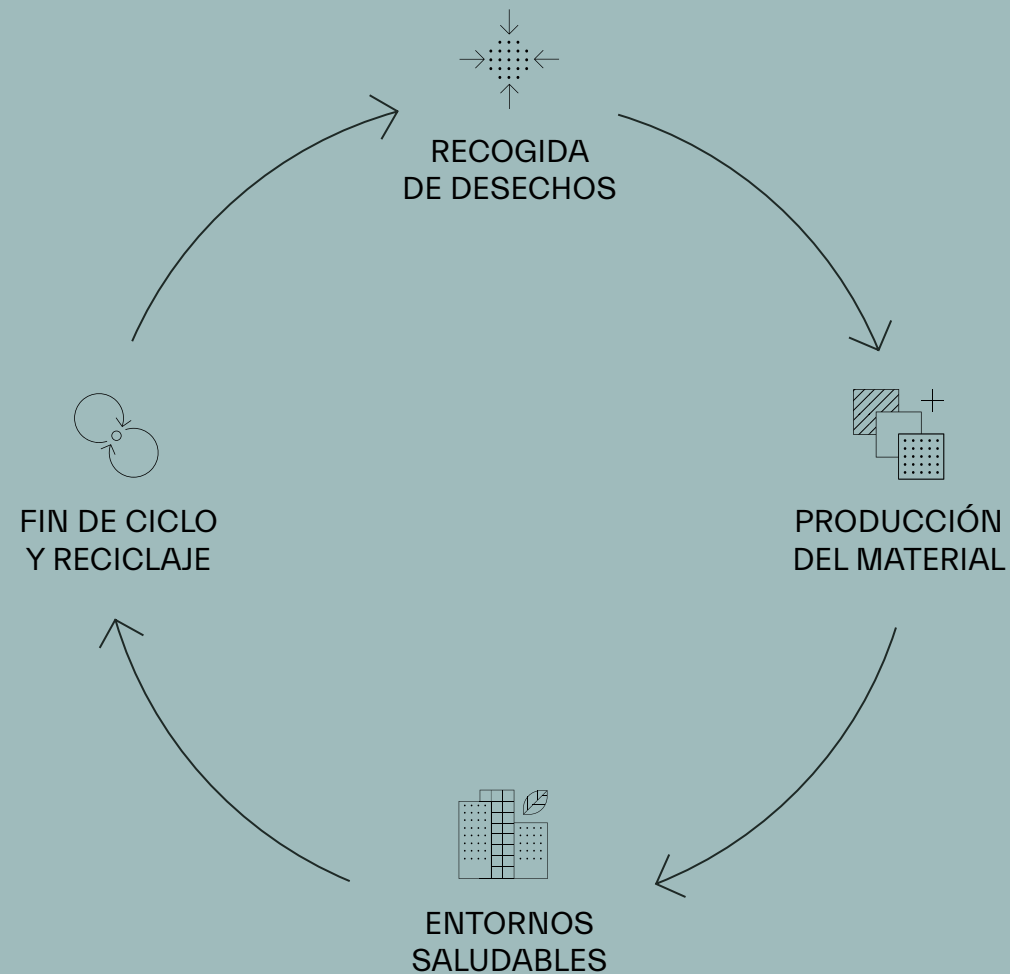 RECOGIDA
DE DESECHOS
FIN DE CICLO
Y RECICLAJE
PRODUCCIÓN
DEL MATERIAL
ENTORNOS
SALUDABLES